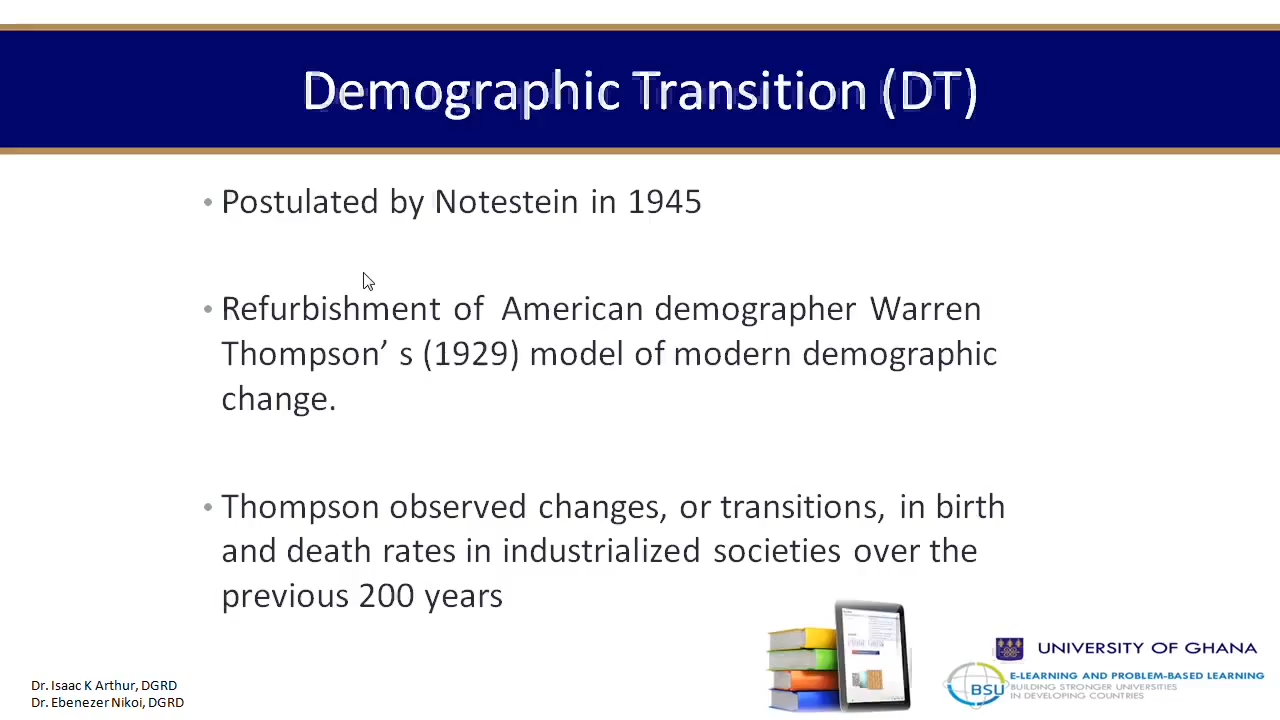 Demographic Transition (DT)
• Postulated by Notestein in 1945
• Refurbishment of American demographer Warren
Thompson’ s (1929) model of modern demographic
change.
• Thompson observed changes, or transitions, in birth
and death rates in industrialized societies over the
previous 200 years
UNIVERSITY OF GHANA
BSU
E-LEARNING AND PROBLEM-BASED LEARNING
BUILDING STRONGER UNIVERSITIES
IN DEVELOPING COUNTRIES
Dr. Isaac K Arthur, DGRD
Dr. Ebenezer Nikoi, DGRD